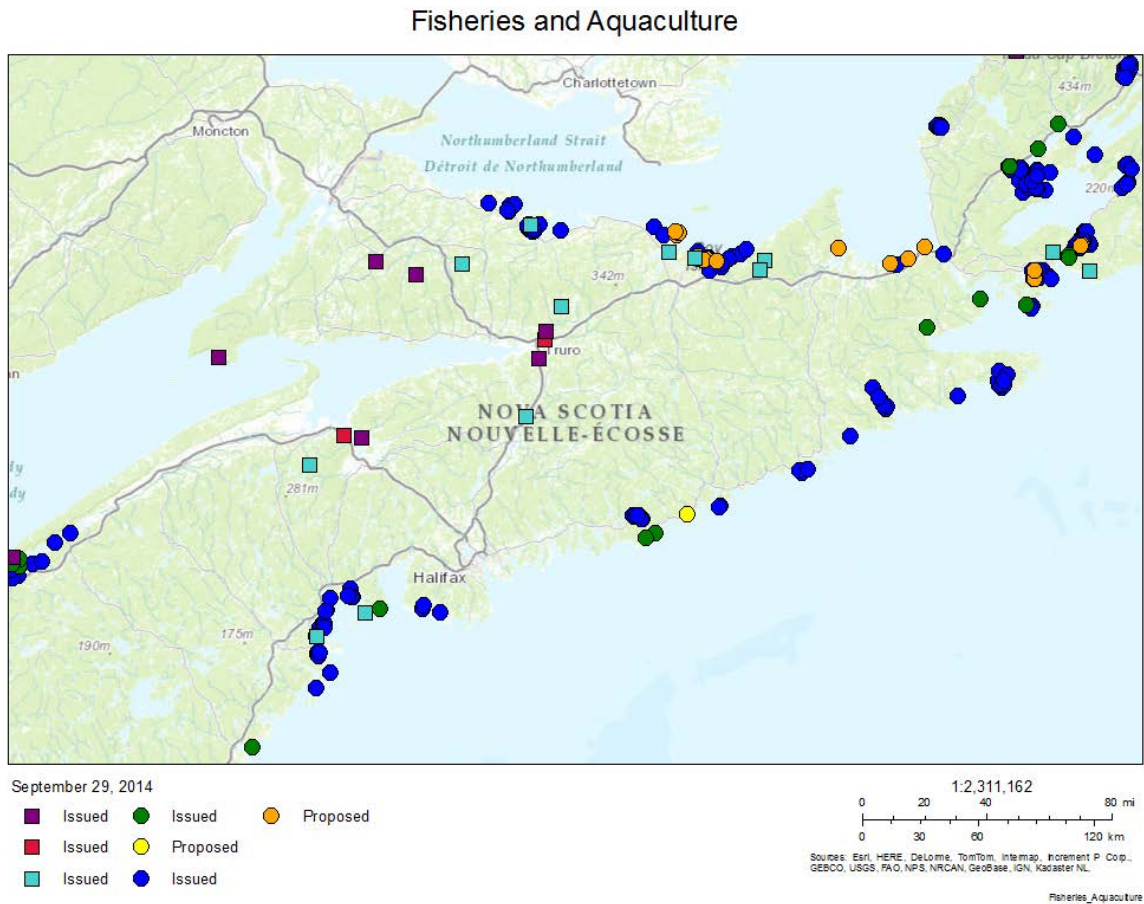 Fisheries and Aquaculture
Charlottetown
434m
Moncton
Northumberland Strait
Détroit de Northumberland
220
342m
Truro
NOVA SCOTIA
NOUVELLE-ÉCOSSE
281m
Halifax
175m
190m
September 29, 2014
Issued Issued Proposed
Issued Proposed
Issued Issued
1:2,311,162
0 20 40 80 mi
0 30 60 120 km
Sources: Esri, HERE, DeLorme, TomTom, Intermap, increment P Corp.,
GEBCO, USGS, FAO, NPS, NRCAN, GeoBase, IGN, Kadaster NL,
Fisheries_Aquaculture